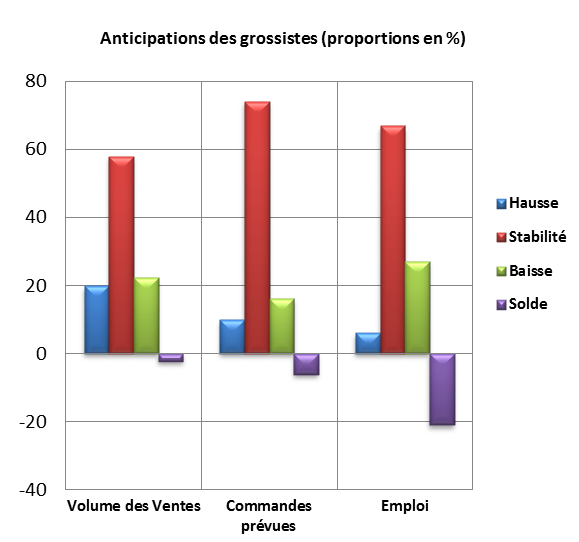 Anticipations des grossistes (proportions en %)
80
60
40
20
0
-20
-40
Volume des Ventes
Commandes
prévues
Emploi
Hausse
Stabilité
Baisse
Solde